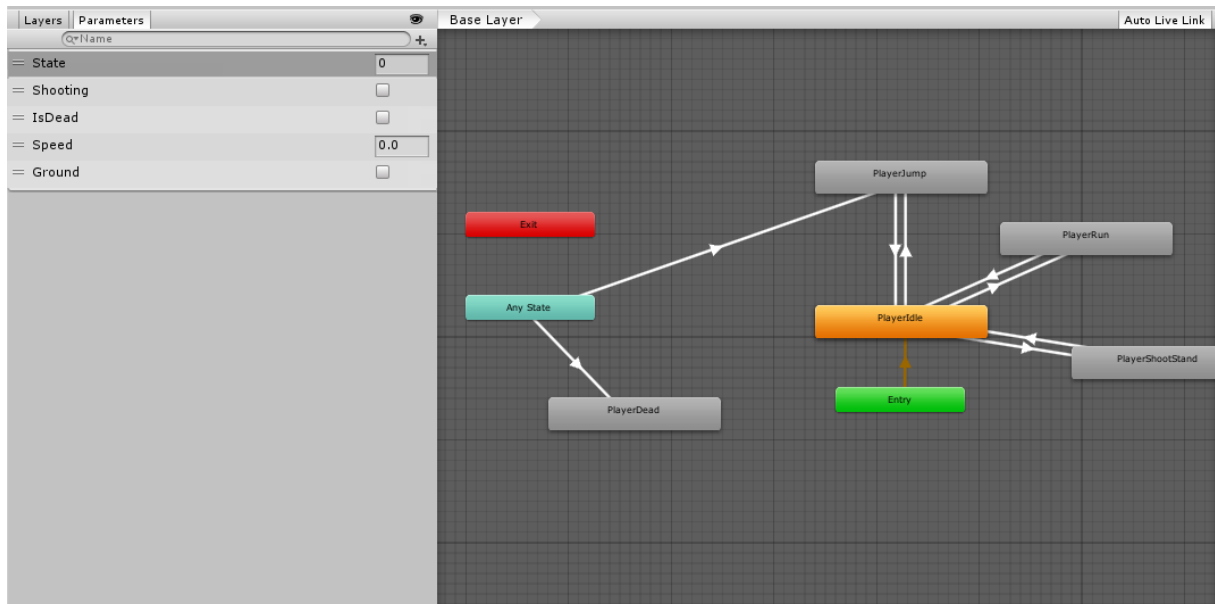 Layers Parameters
Name
State 0
Shooting
IsDead
Speed 0.0
Ground
Base Layer Auto Live Link
PlayerJump
Exit
PlayerRun
Any State
PlayerIdle
PlayerShootStand
Entry
PlayerDead